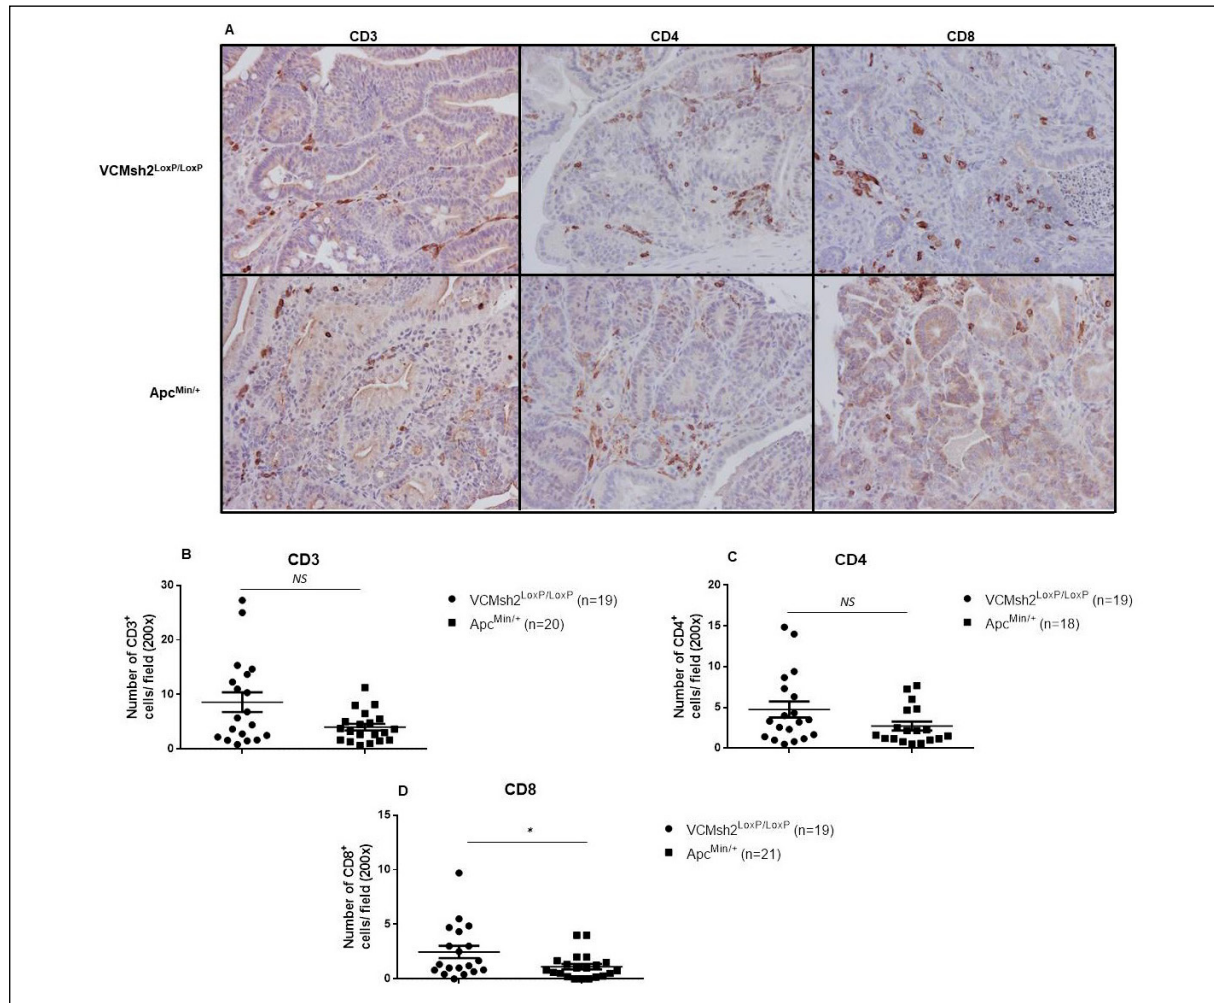 A
CD3 CD4 CD8
VCMsh2LoxP/LoxP
ApcMin/+
B
CD3
NS
Number of CD3+
cells/ field (200x)
30
20
10
0
VCMsh2LoxP/LoxP (n=19)
ApcMin/+ (n=20)
C
CD4
NS
Number of CD4+
cells/ field (200x)
20
15
10
5
0
VCMsh2LoxP/LoxP (n=19)
ApcMin/+ (n=18)
D
CD8
*
Number of CD8+
cells/ field (200x)
15
10
5
0
VCMsh2LoxP/LoxP (n=19)
ApcMin/+ (n=21)